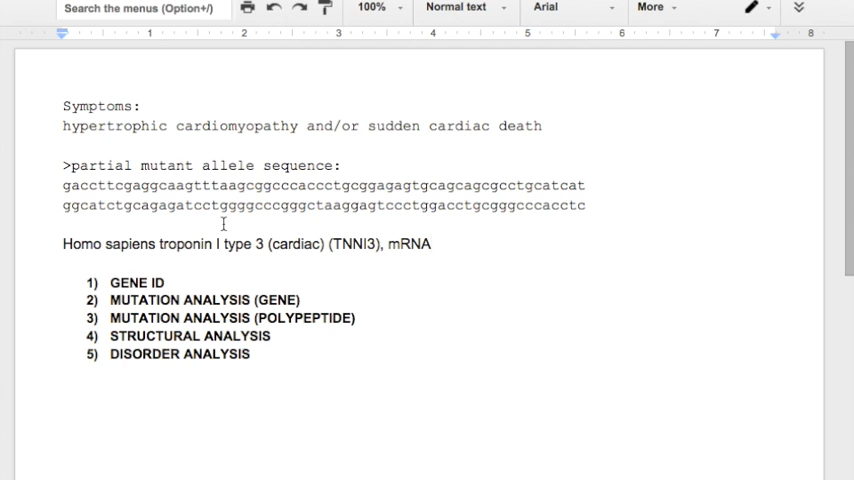 Search the menus (Option+/)
100%
Normal text
Arial
More
1 2 3 4 5 6 7 8
Symptoms:
hypertrophic cardiomyopathy and/or sudden cardiac death
>partial mutant allele sequence:
gaccttcgaggcaagtttaagcggcccaccctgcggagagtgcagcagcgcctgcatcat
ggcatctgcagagatcctggggcccgggctaaggagtccctggacctgcgggcccacctc
Homo sapiens troponin I type 3 (cardiac) (TNNI3), mRNA
1) GENE ID
2) MUTATION ANALYSIS (GENE)
3) MUTATION ANALYSIS (POLYPEPTIDE)
4) STRUCTURAL ANALYSIS
5) DISORDER ANALYSIS